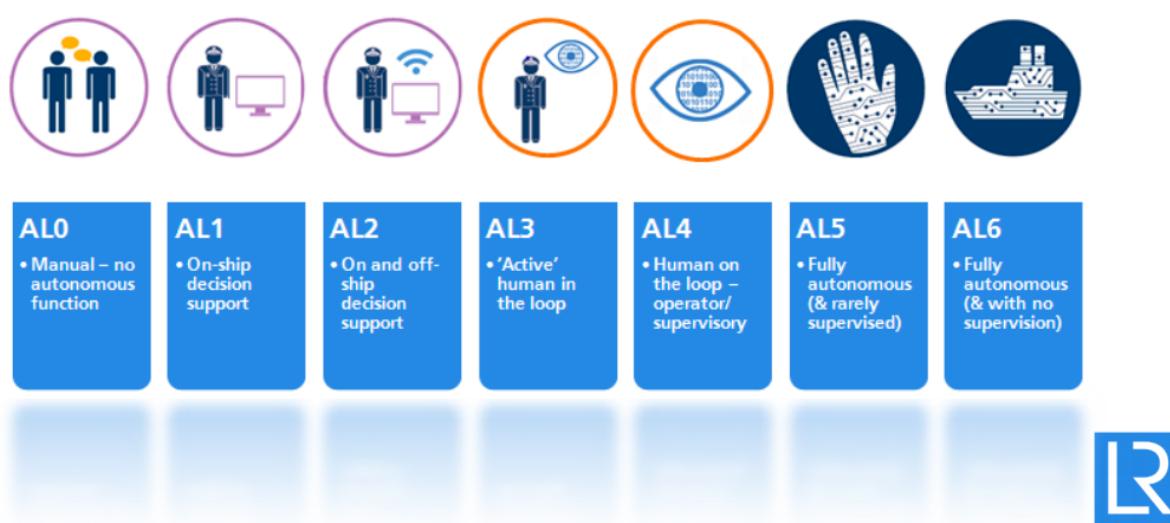 AL0
• Manual – no
autonomous
function
AL1
• On-ship
decision
support
AL2
• On and off-
ship
decision
support
AL3
• ‘Active’
human in
the loop
AL4
• Human on
the loop –
operator/
supervisory
AL5
• Fully
autonomous
(& rarely
supervised)
AL6
• Fully
autonomous
(& with no
supervision)
LR